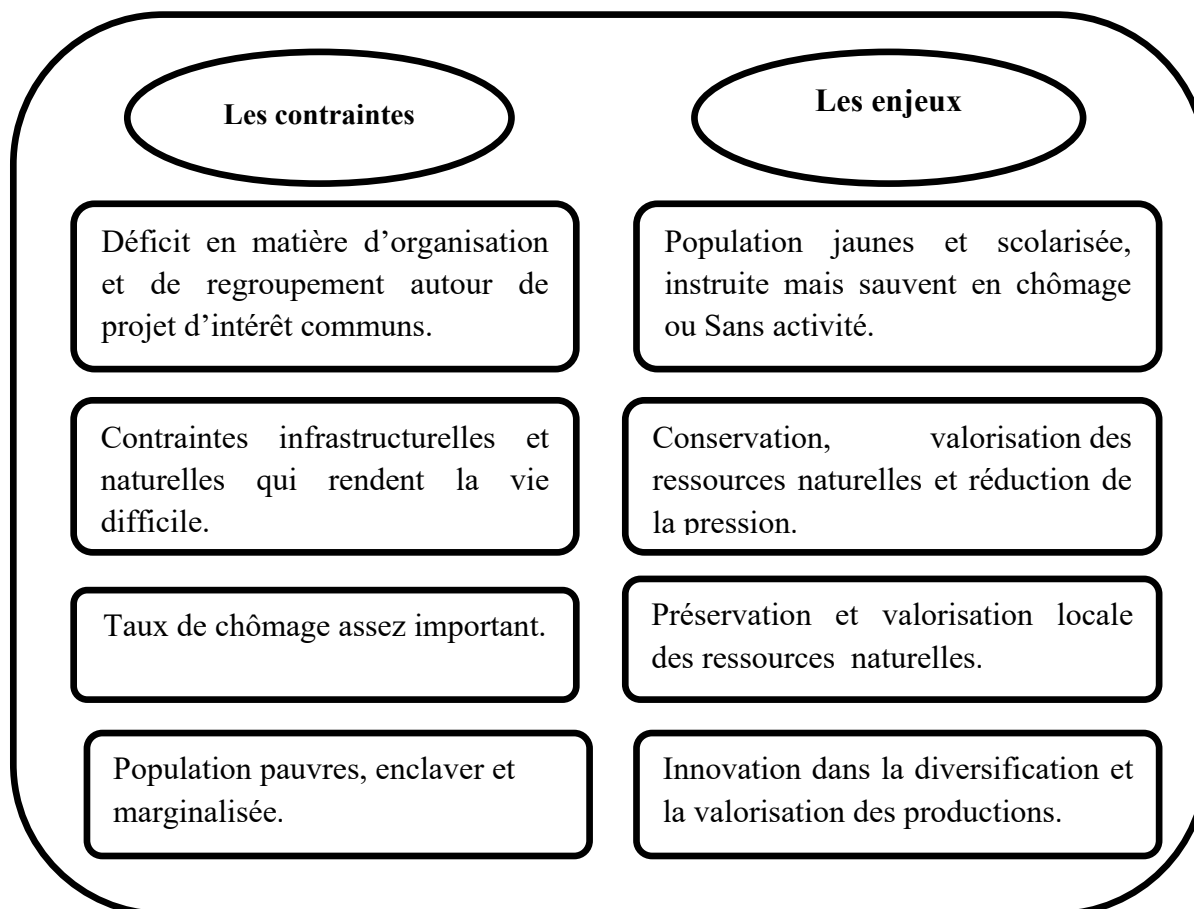 Les contraintes
Déficit en matière d'organisation
et de regroupement autour de
projet d'intérêt communs.
Contraintes infrastructurelles et
naturelles qui rendent la vie
difficile.
Taux de chômage assez important.
Population pauvres, enclaver et
marginalisée.
Les enjeux
Population jaunes et scolarisée,
instruite mais sauvent en chômage
ou Sans activité.
Conservation, valorisation des
ressources naturelles et réduction de
la pression.
Préservation et valorisation locale
des ressources naturelles.
Innovation dans la diversification et
la valorisation des productions.